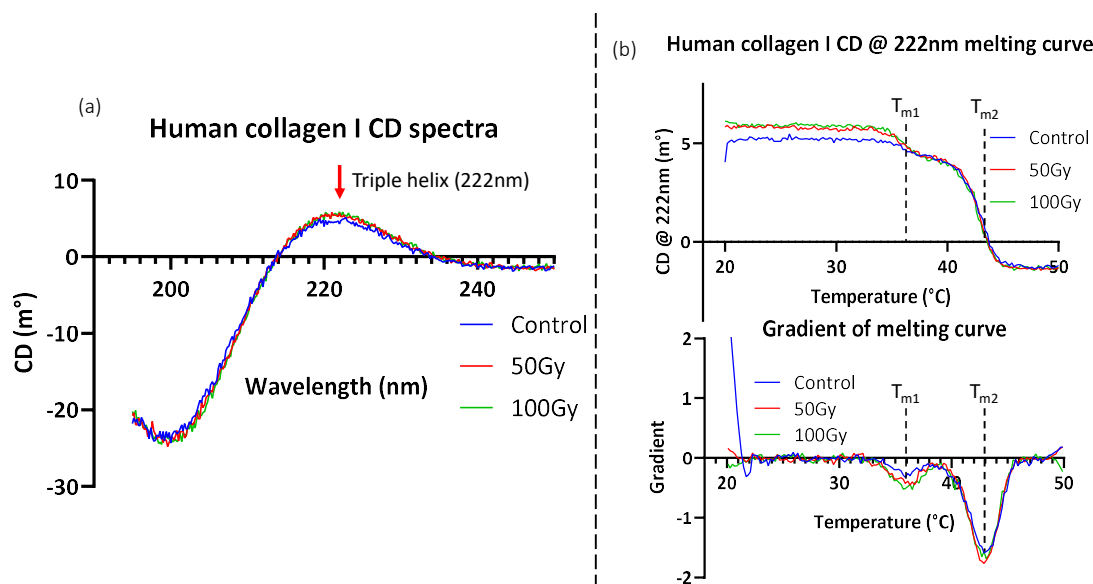 (a)
Human collagen I CD spectra
Triple helix (222nm)
10
0
-10
-20
-30
CD (m°)
200
220
240
Wavelength (nm)
Control
50Gy
100Gy
(b)
Human collagen I CD @ 222nm melting curve
Tm1
Tm2
Control
50Gy
100Gy
5
0
CD @ 222nm (m°)
20
30
40
50
Temperature (°C)
Gradient of melting curve
2
1
0
-1
-2
Gradient
Control
50Gy
100Gy
Tm1
Tm2
20
30
40
50
Temperature (°C)